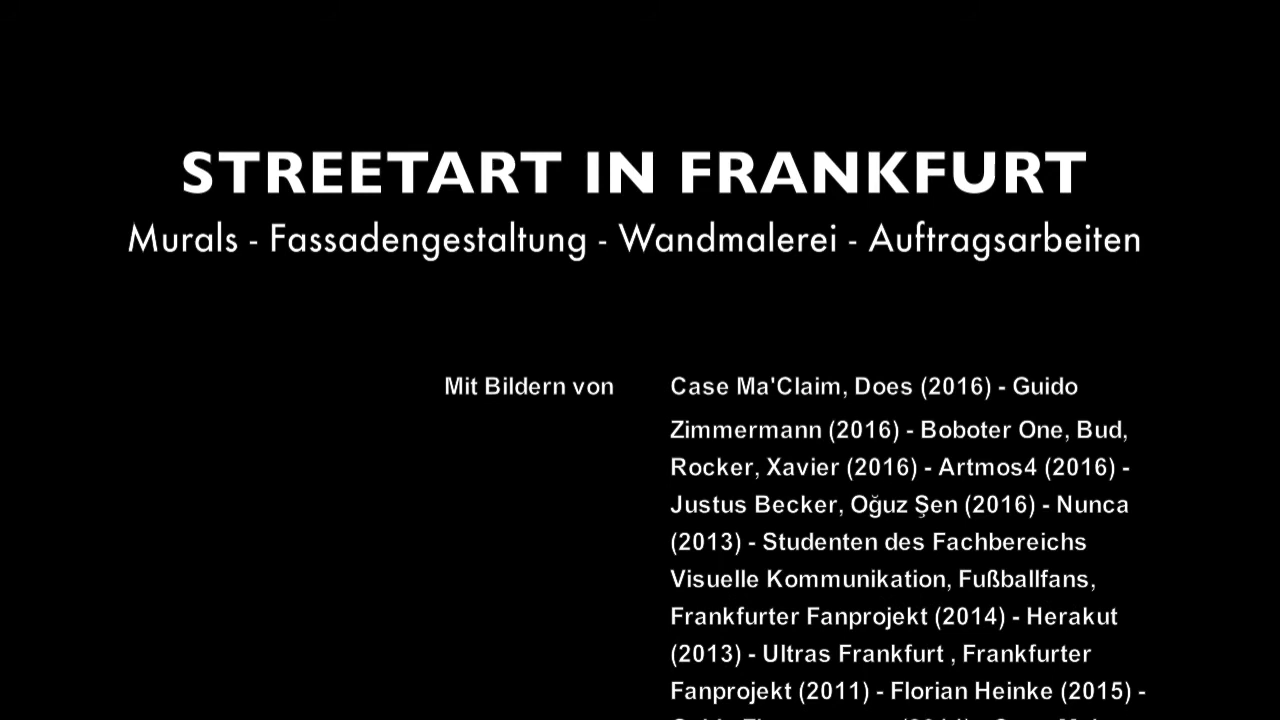 STREETART IN FRANKFURT
Murals - Fassadengestaltung - Wandmalerei - Auftragsarbeiten
Mit Bildern von Case Ma'Claim, Does (2016) - Guido
Zimmermann (2016) - Boboter One, Bud,
Rocker, Xavier (2016) - Artmos4 (2016) -
Justus Becker, Oğuz Şen (2016) - Nunca
(2013) - Studenten des Fachbereichs
Visuelle Kommunikation, Fußballfans,
Frankfurter Fanprojekt (2014) - Herakut
(2013) - Ultras Frankfurt , Frankfurter
Fanprojekt (2011) - Florian Heinke (2015) -